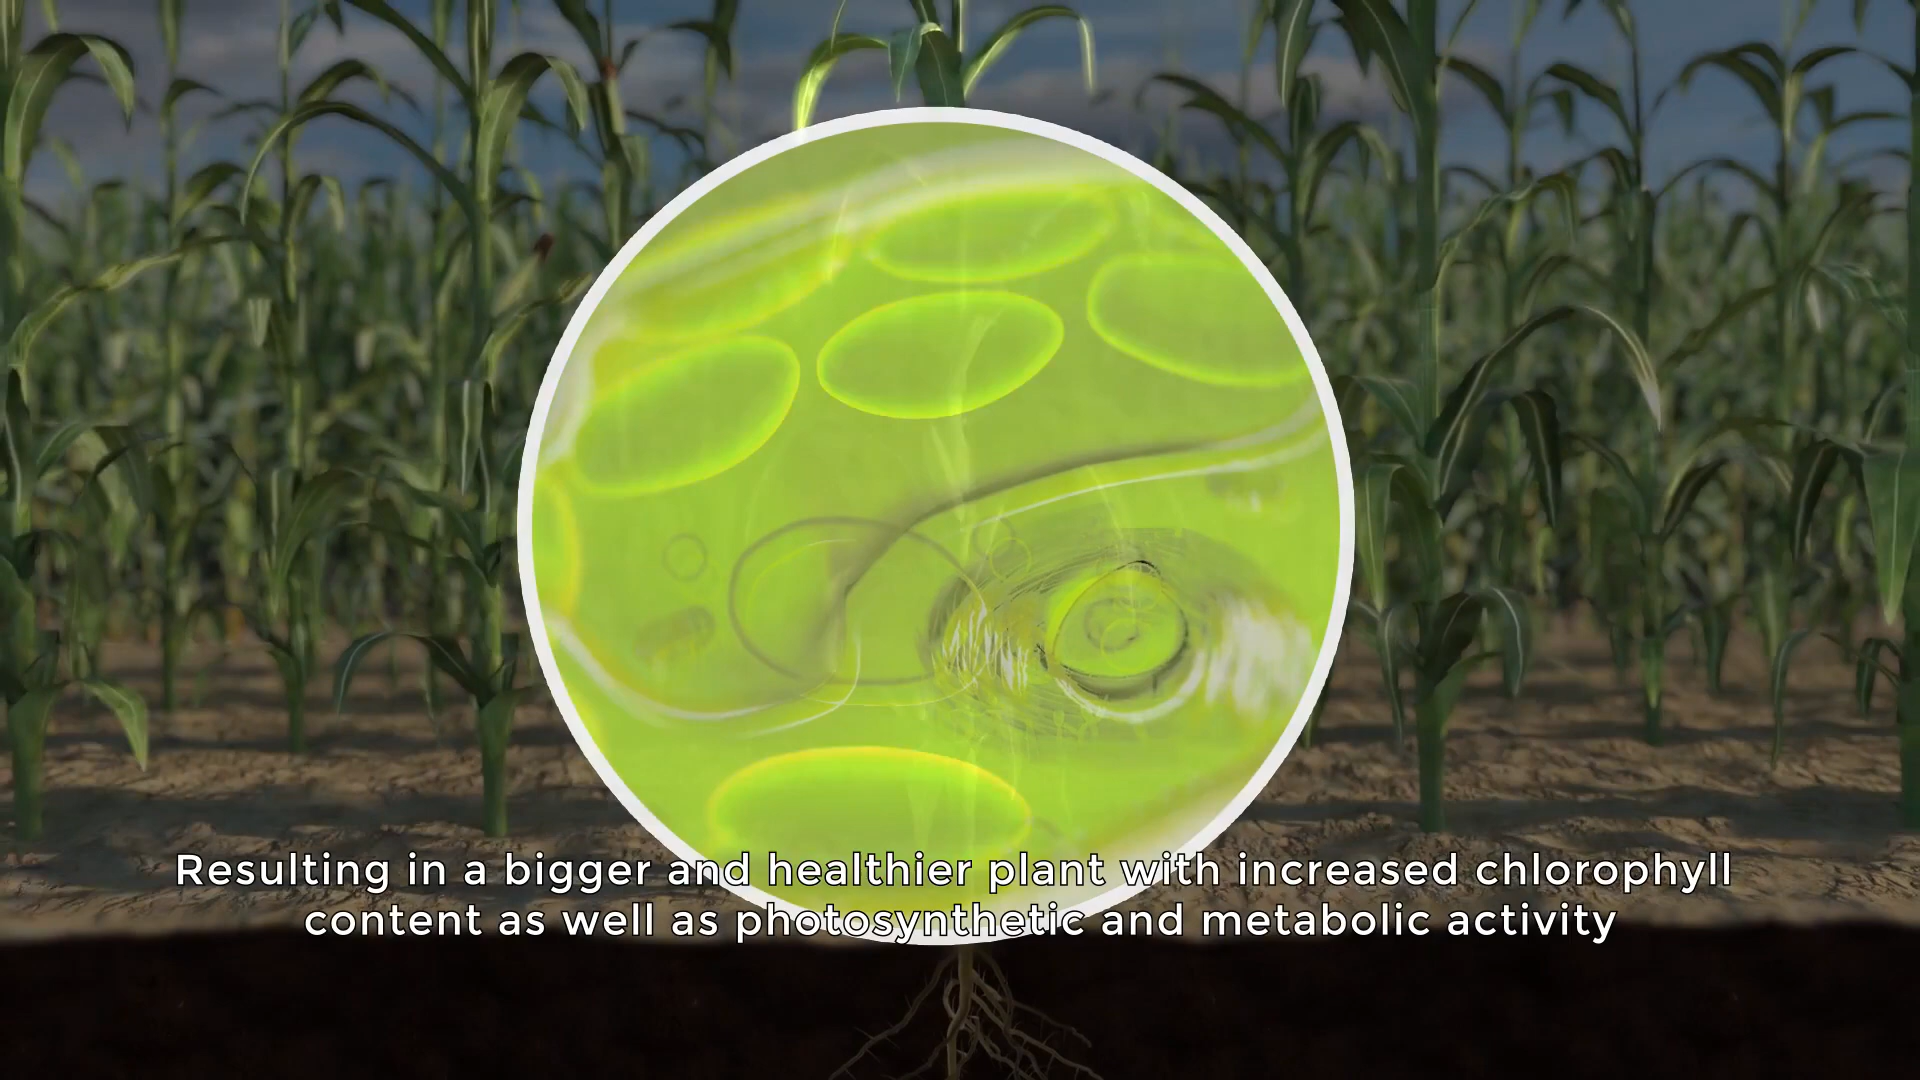 Resulting in a bigger and healthier plant with increased chlorophyll
content as well as photosynthetic and metabolic activity